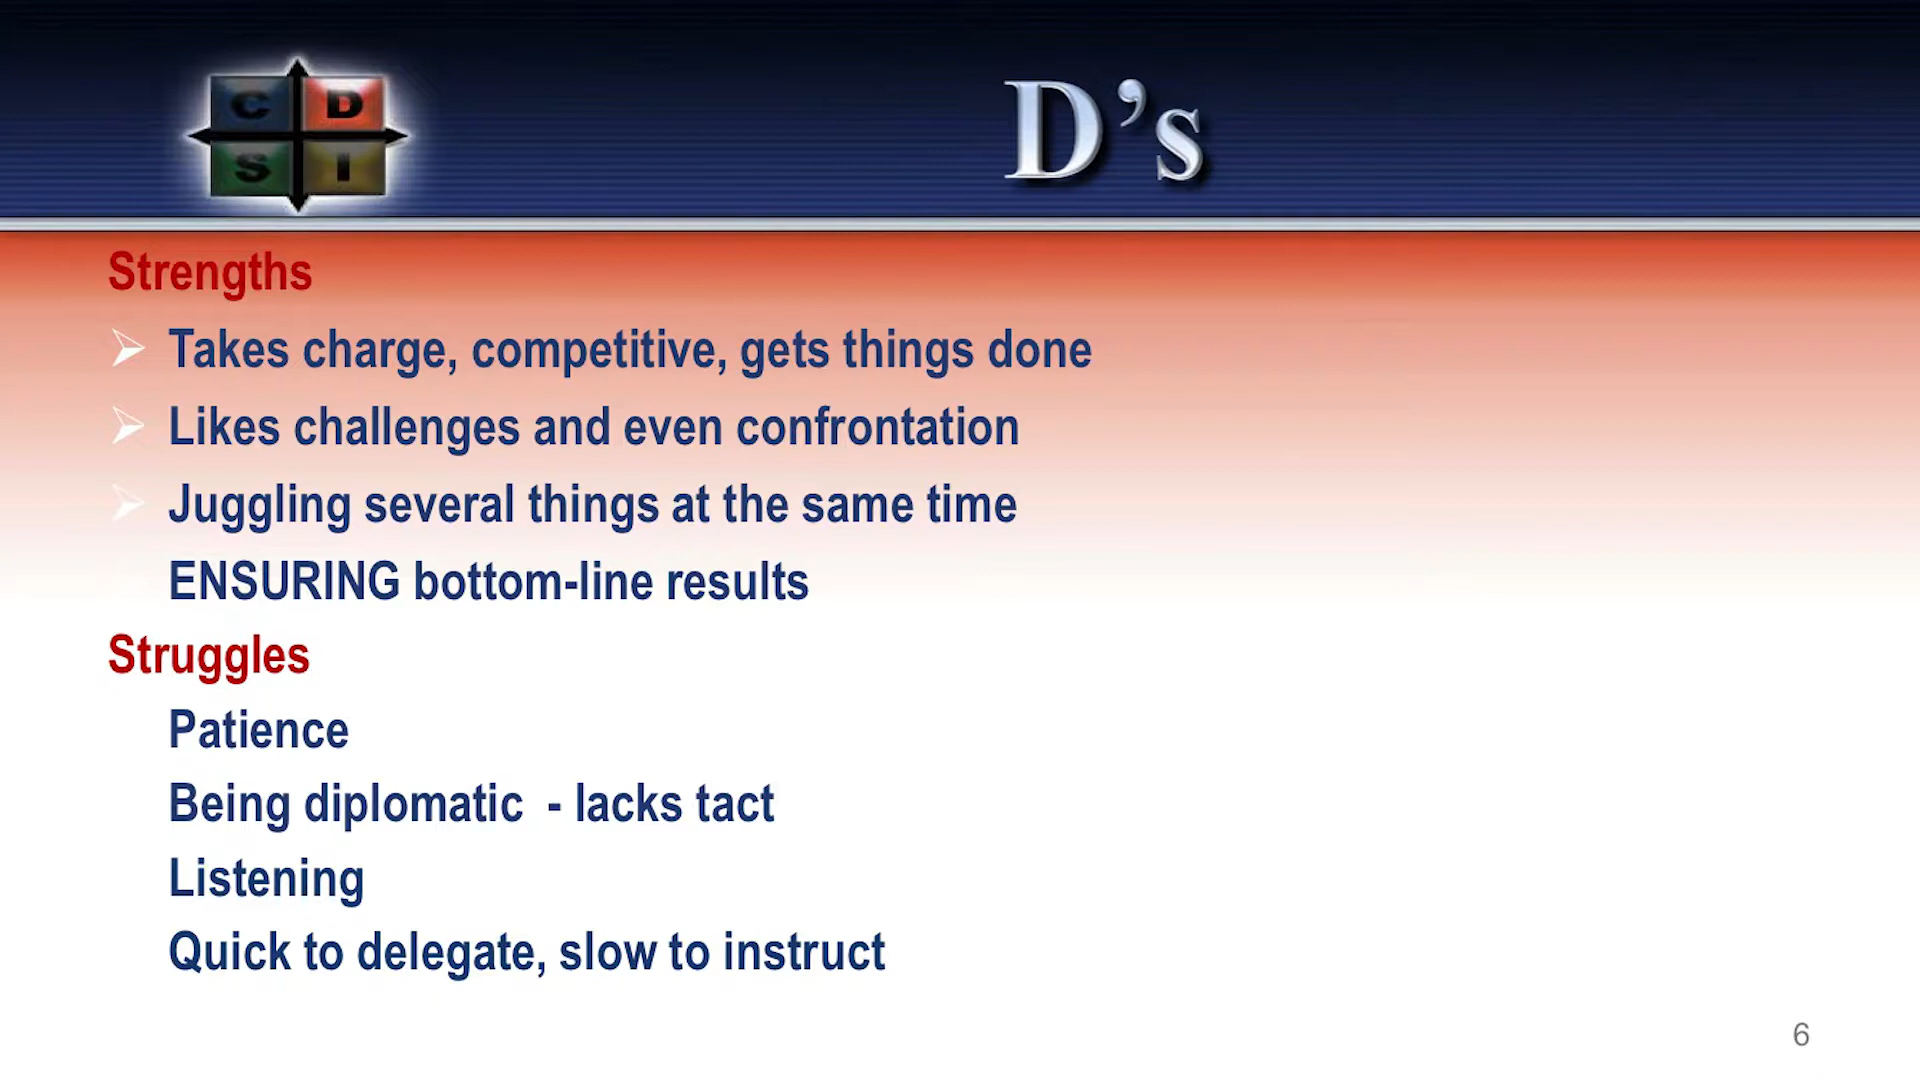 C D
S I
D’s
Strengths
Takes charge, competitive, gets things done
Likes challenges and even confrontation
Juggling several things at the same time
ENSURING bottom-line results
Struggles
Patience
Being diplomatic - lacks tact
Listening
Quick to delegate, slow to instruct
6